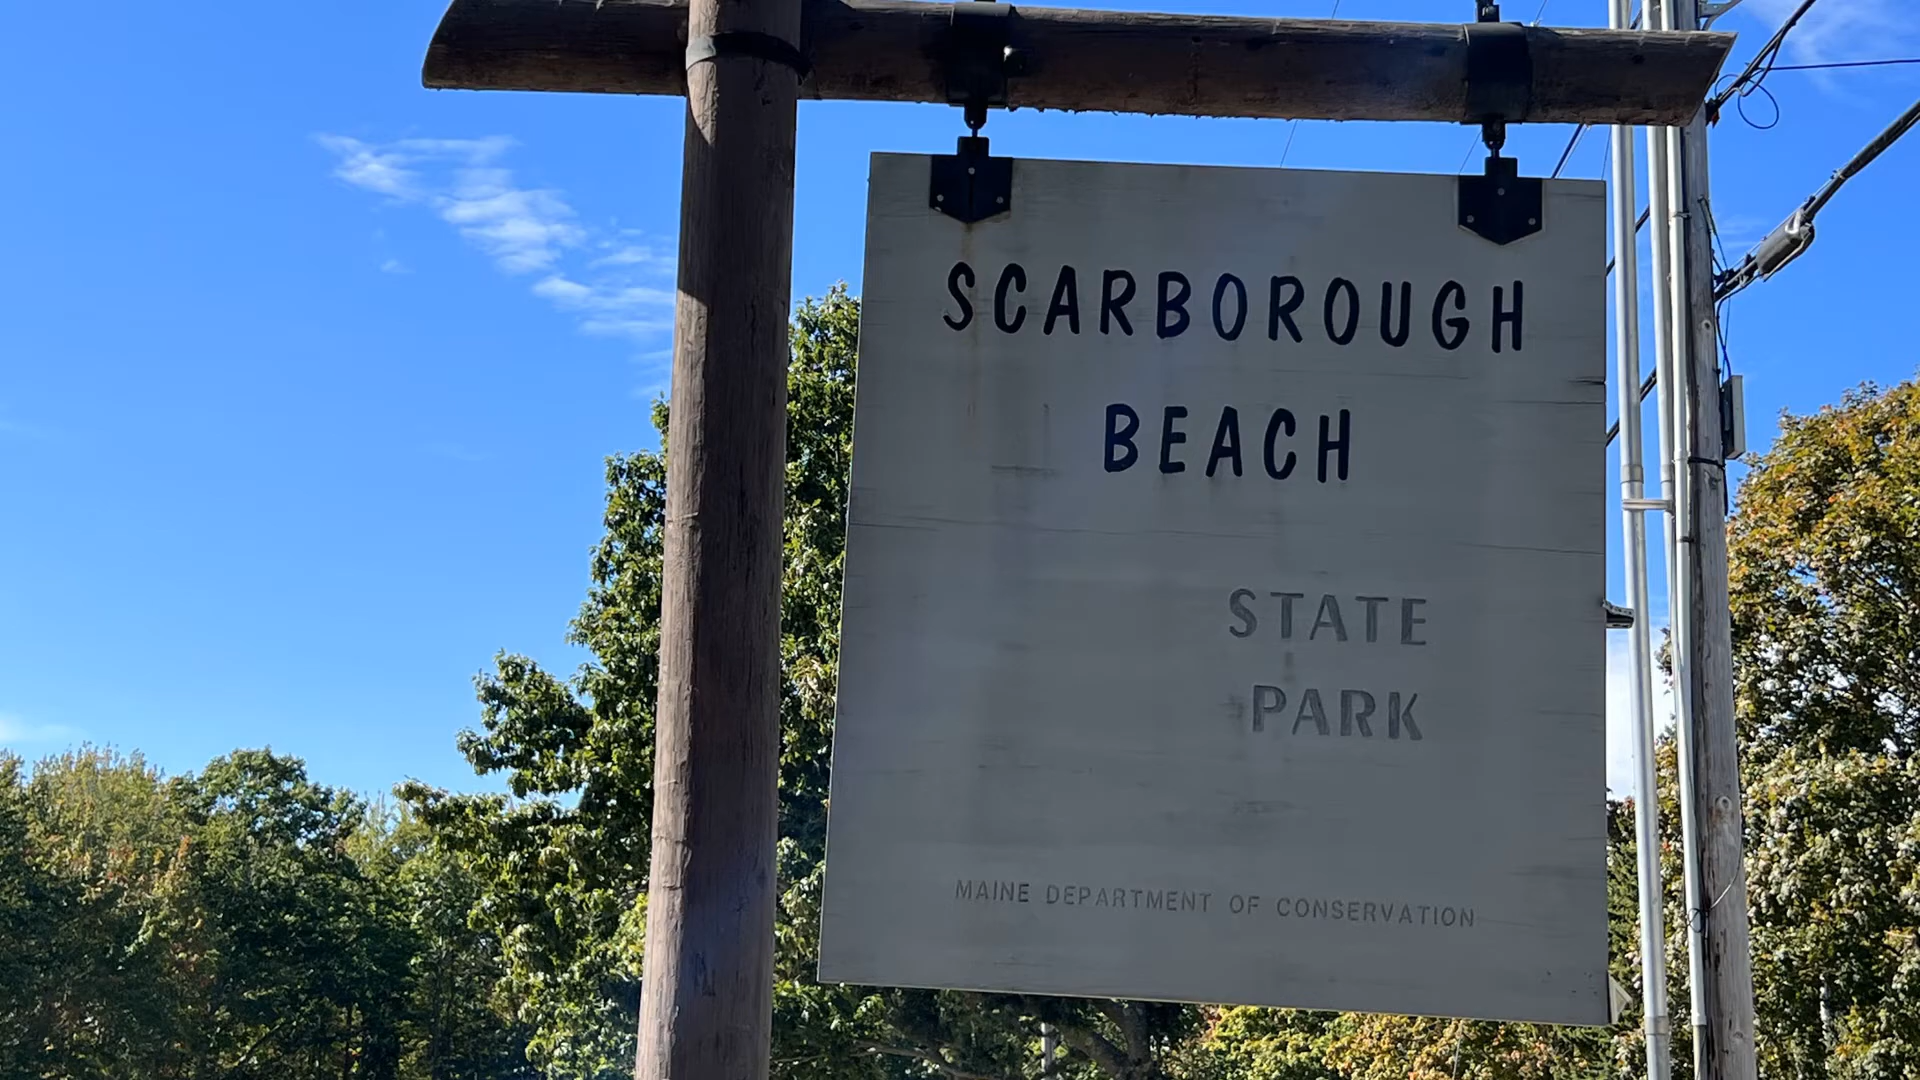 SCARBOROUGH
BEACH
STATE
PARK
MAINE DEPARTMENT OF CONSERVATION